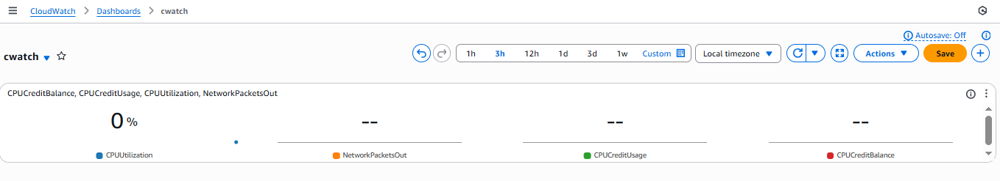 CloudWatch > Dashboards > cwatch
Autosave: Off
cwatch
1h 3h 12h 1d 3d 1w Custom Local timezone Actions Save
CPUCreditBalance, CPUCreditUsage, CPUUtilization, NetworkPacketsOut
0 % -- -- --
CPUUtilization NetworkPacketsOut CPUCreditUsage CPUCreditBalance